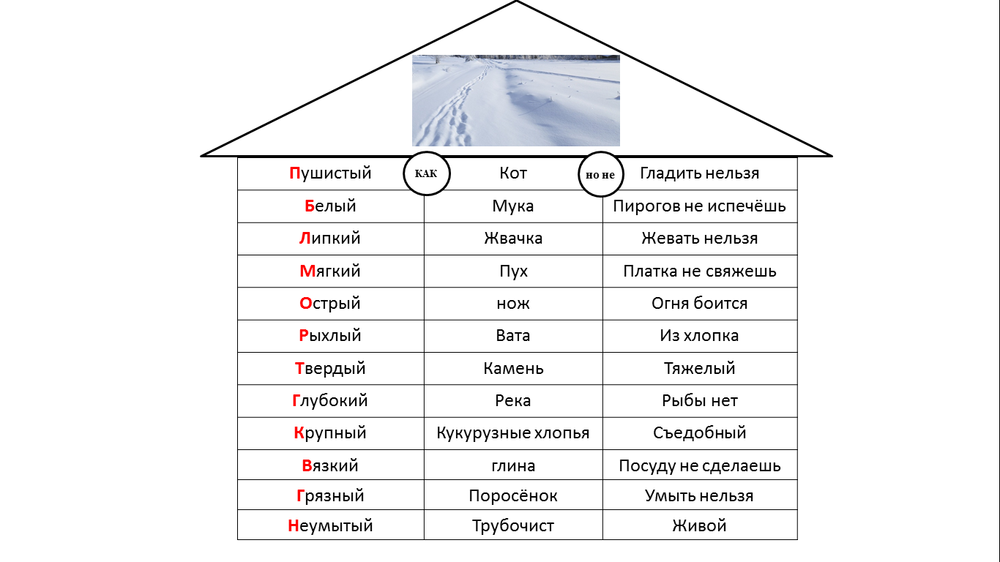 Пушистый КАК Кот но не Гладить нельзя
Белый Мука Пирогов не испечёшь
Липкий Жвачка Жевать нельзя
Мягкий Пух Платка не свяжешь
Острый нож Огня боится
Рыхлый Вата Из хлопка
Твердый Камень Тяжелый
Глубокий Река Рыбы нет
Крупный Кукурузные хлопья Съедобный
Вязкий глина Посуду не сделаешь
Грязный Поросёнок Умыть нельзя
Неумытый Трубочист Живой